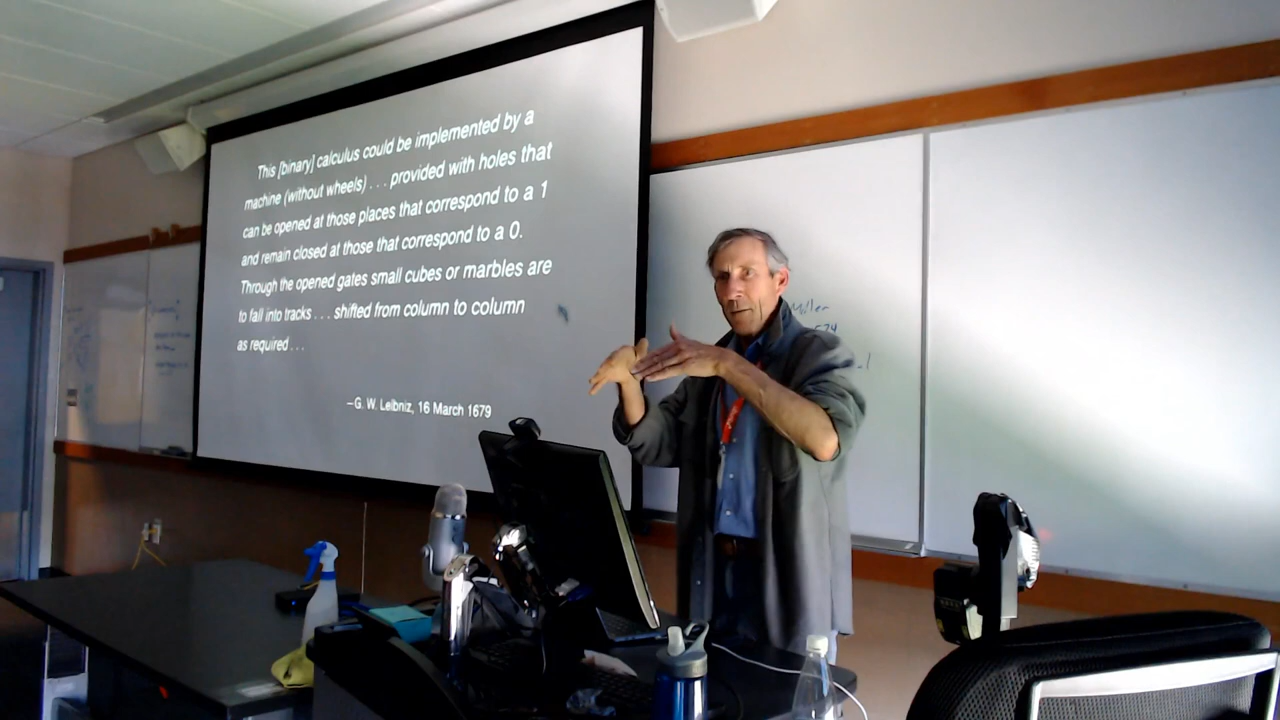 This [binary] calculus could be implemented by a
machine (without wheels) . . . provided with holes that
can be opened at those places that correspond to a 1
and remain closed at those that correspond to a 0.
Through the opened gates small cubes or marbles are
to fall into tracks . . . shifted from column to column
as required . . .
–G. W. Leibniz, 16 March 1679